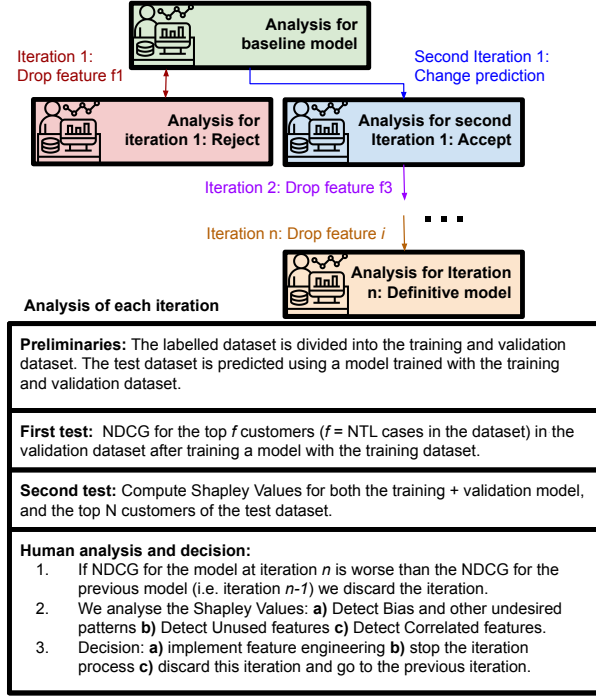 Analysis for
baseline model
Iteration 1:
Drop feature f1
Second Iteration 1:
Change prediction
Analysis for
iteration 1: Reject
Analysis for second
Iteration 1: Accept
Iteration 2: Drop feature f3
...
Iteration n: Drop feature i
Analysis for Iteration
n: Definitive model
Analysis of each iteration
Preliminaries: The labelled dataset is divided into the training and validation
dataset. The test dataset is predicted using a model trained with the training
and validation dataset.
First test: NDCG for the top f customers (f = NTL cases in the dataset) in the
validation dataset after training a model with the training dataset.
Second test: Compute Shapley Values for both the training + validation model,
and the top N customers of the test dataset.
Human analysis and decision:
1. If NDCG for the model at iteration n is worse than the NDCG for the
previous model (i.e. iteration n-1) we discard the iteration.
2. We analyse the Shapley Values: a) Detect Bias and other undesired
patterns b) Detect Unused features c) Detect Correlated features.
3. Decision: a) implement feature engineering b) stop the iteration
process c) discard this iteration and go to the previous iteration.